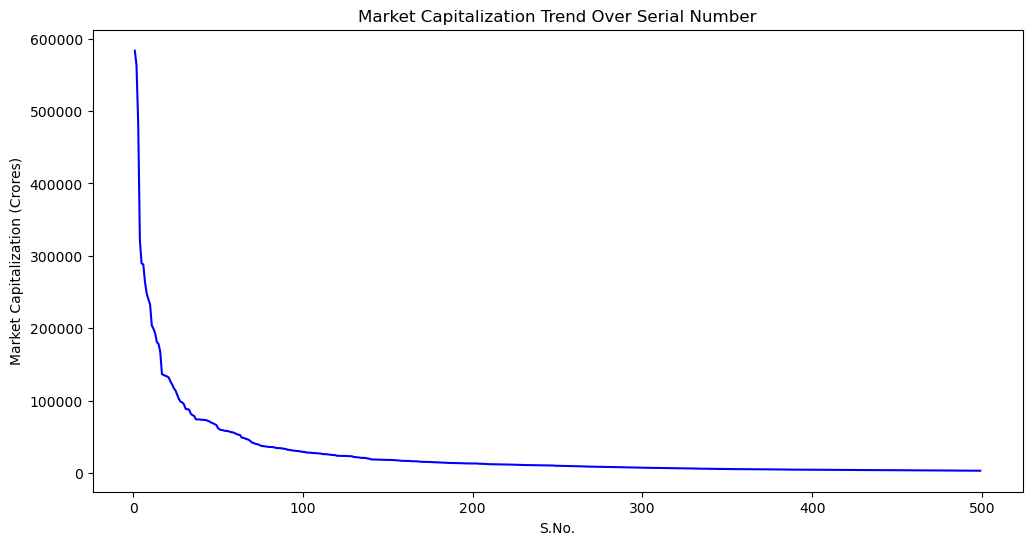 Market Capitalization Trend Over Serial Number
600000
500000
400000
300000
200000
100000
0
Market Capitalization (Crores)
0 100 200 300 400 500
S.No.